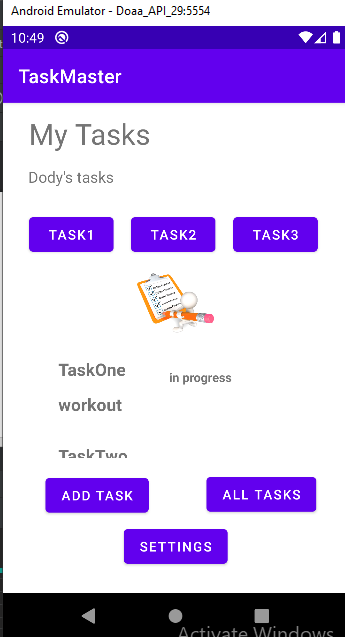 Android Emulator - Doaa_API_29:5554
10:49
TaskMaster
My Tasks
Dody's tasks
TASK1 TASK2 TASK3
TaskOne
in progress
workout
TaskTwo
ADD TASK ALL TASKS
SETTINGS
Activate Windows